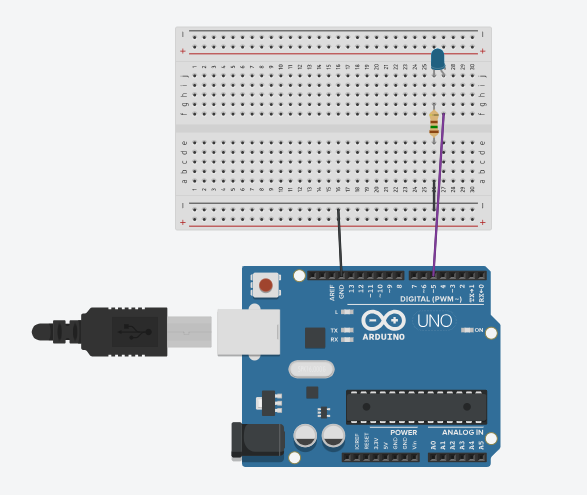 − −
+ +
1 2 3 4 5 6 7 8 9 10 11 12 13 14 15 16 17 18 19 20 21 22 23 24 25 28 29 30
j j
i i
h h
g g
f f
e e
d d
c c
b b
a a
1 2 3 4 5 6 7 8 9 10 11 12 13 14 15 16 17 18 19 20 21 22 23 24 25 26 27 28 29 30
− −
+ +
AREF
GND
13
12
~11
~10
~9
8
7
~6
~5
4
~3
2
TX→1
RX←0
DIGITAL (PWM~)
L
TX
RX
ARDUINO
UNO
ON
POWER
ANALOG IN
IOREF
RESET
3.3V
5V
GND
GND
Vin
A0
A1
A2
A3
A4
A5